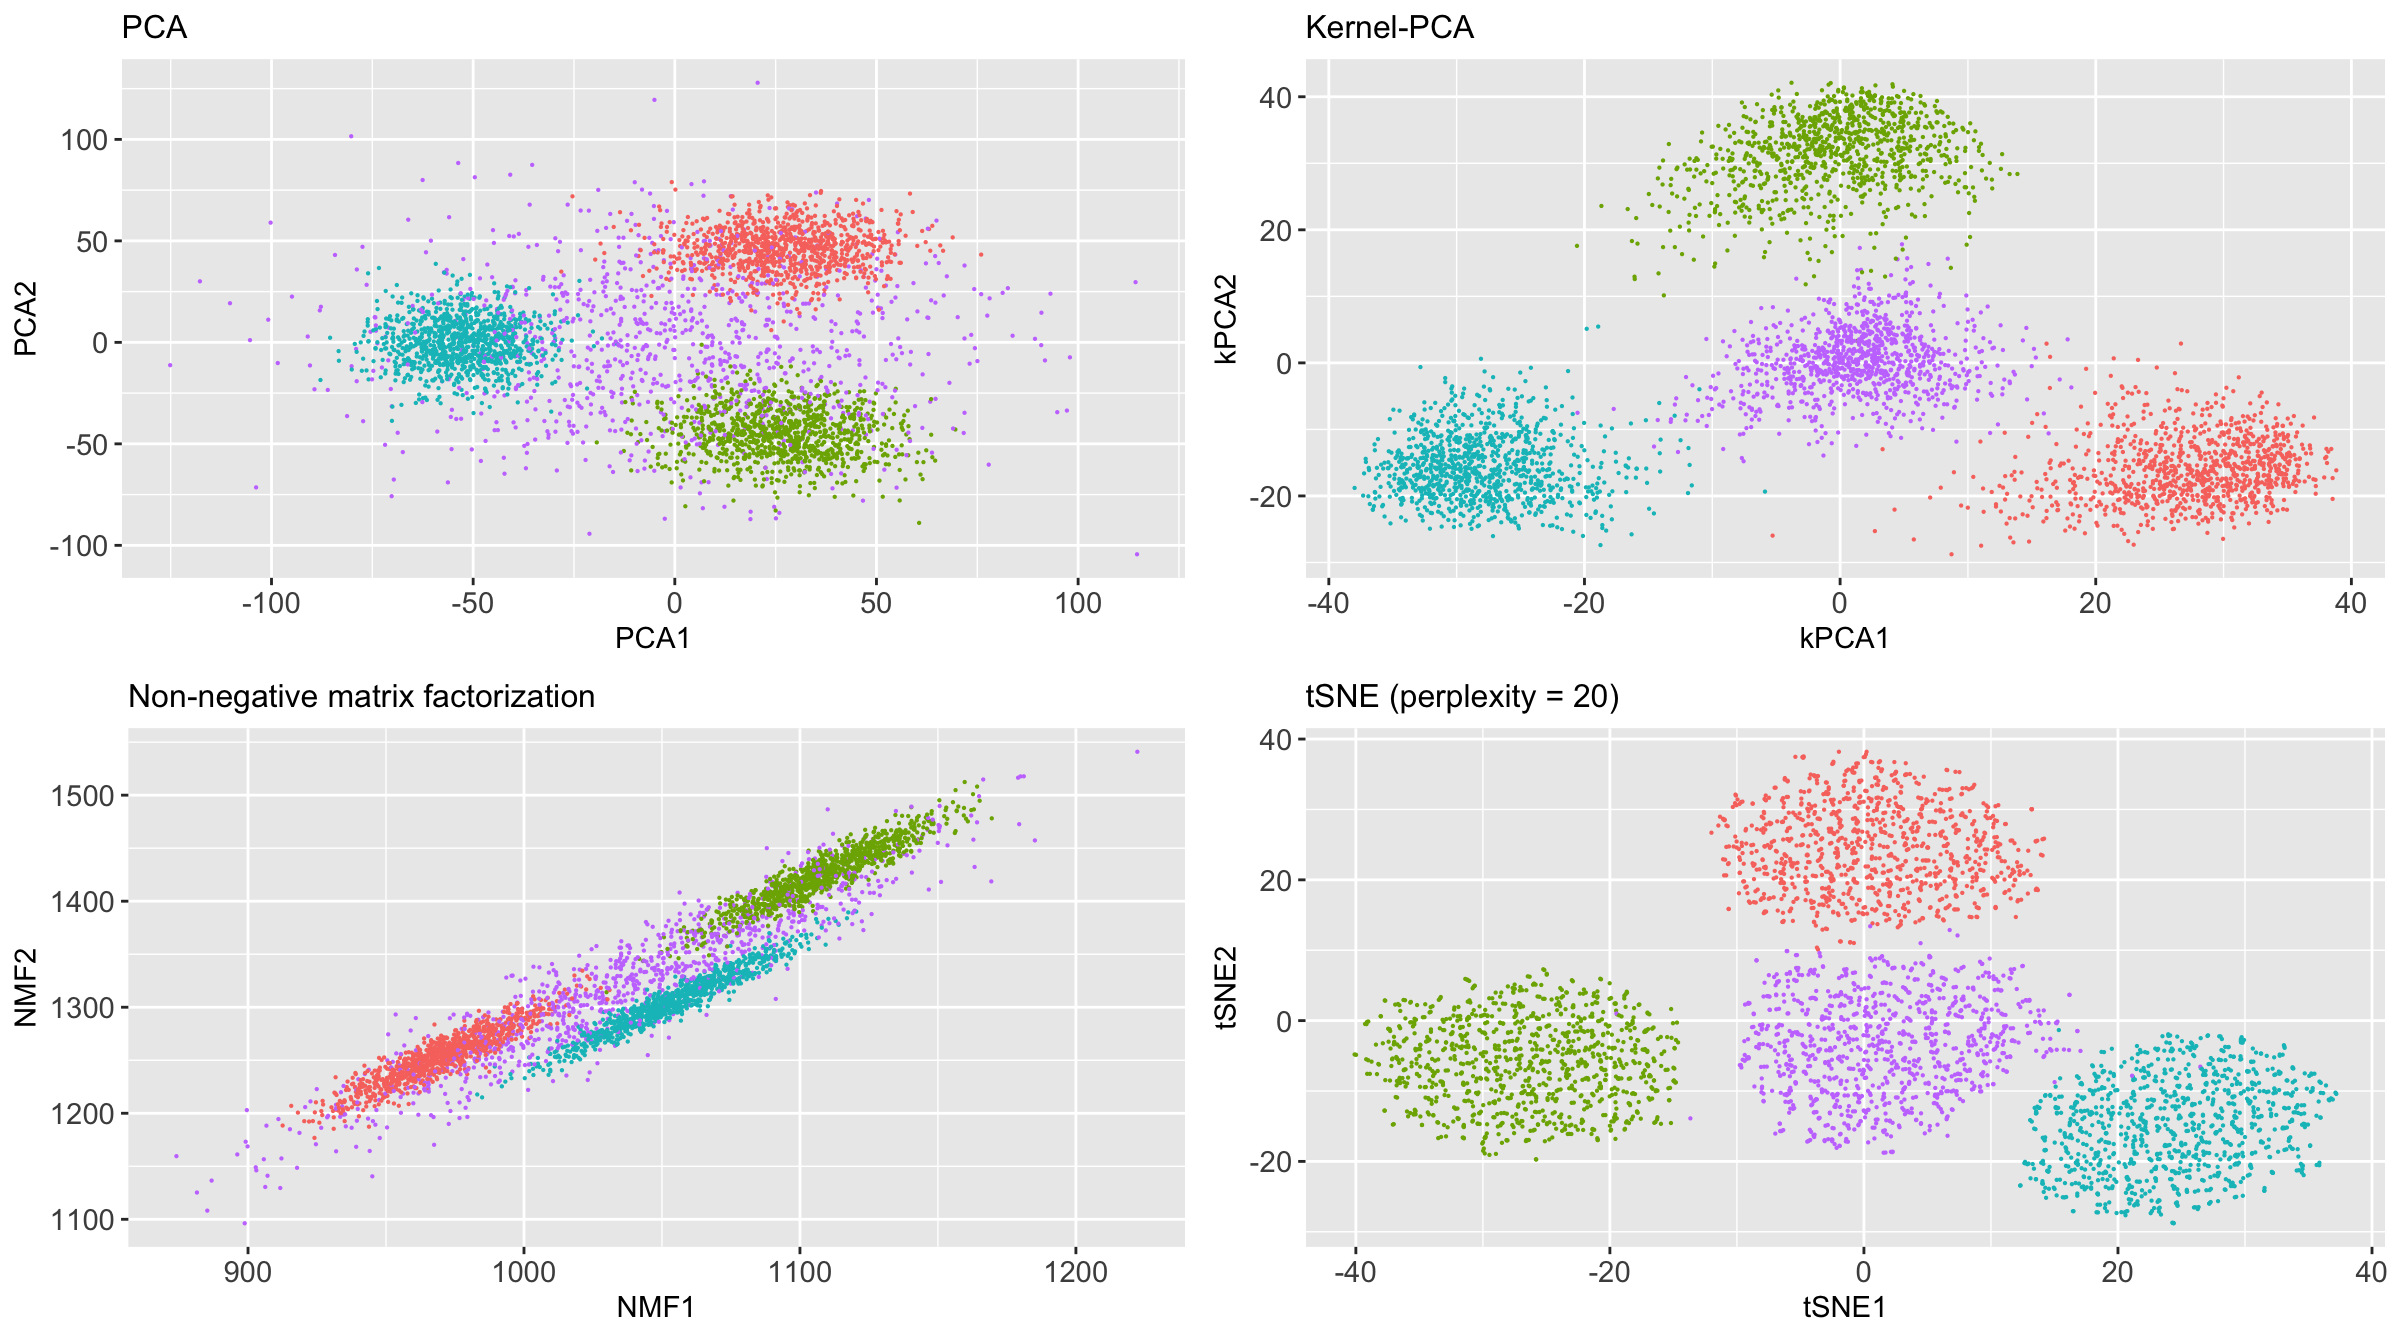 PCA
100
50
0
-50
-100
PCA2
-100 -50 0 50 100
PCA1
Kernel-PCA
40
20
0
-20
kPCA2
-40 -20 0 20 40
kPCA1
Non-negative matrix factorization
1500
1400
1300
1200
1100
NMF2
900 1000 1100 1200
NMF1
tSNE (perplexity = 20)
40
20
0
-20
tSNE2
-40 -20 0 20 40
tSNE1